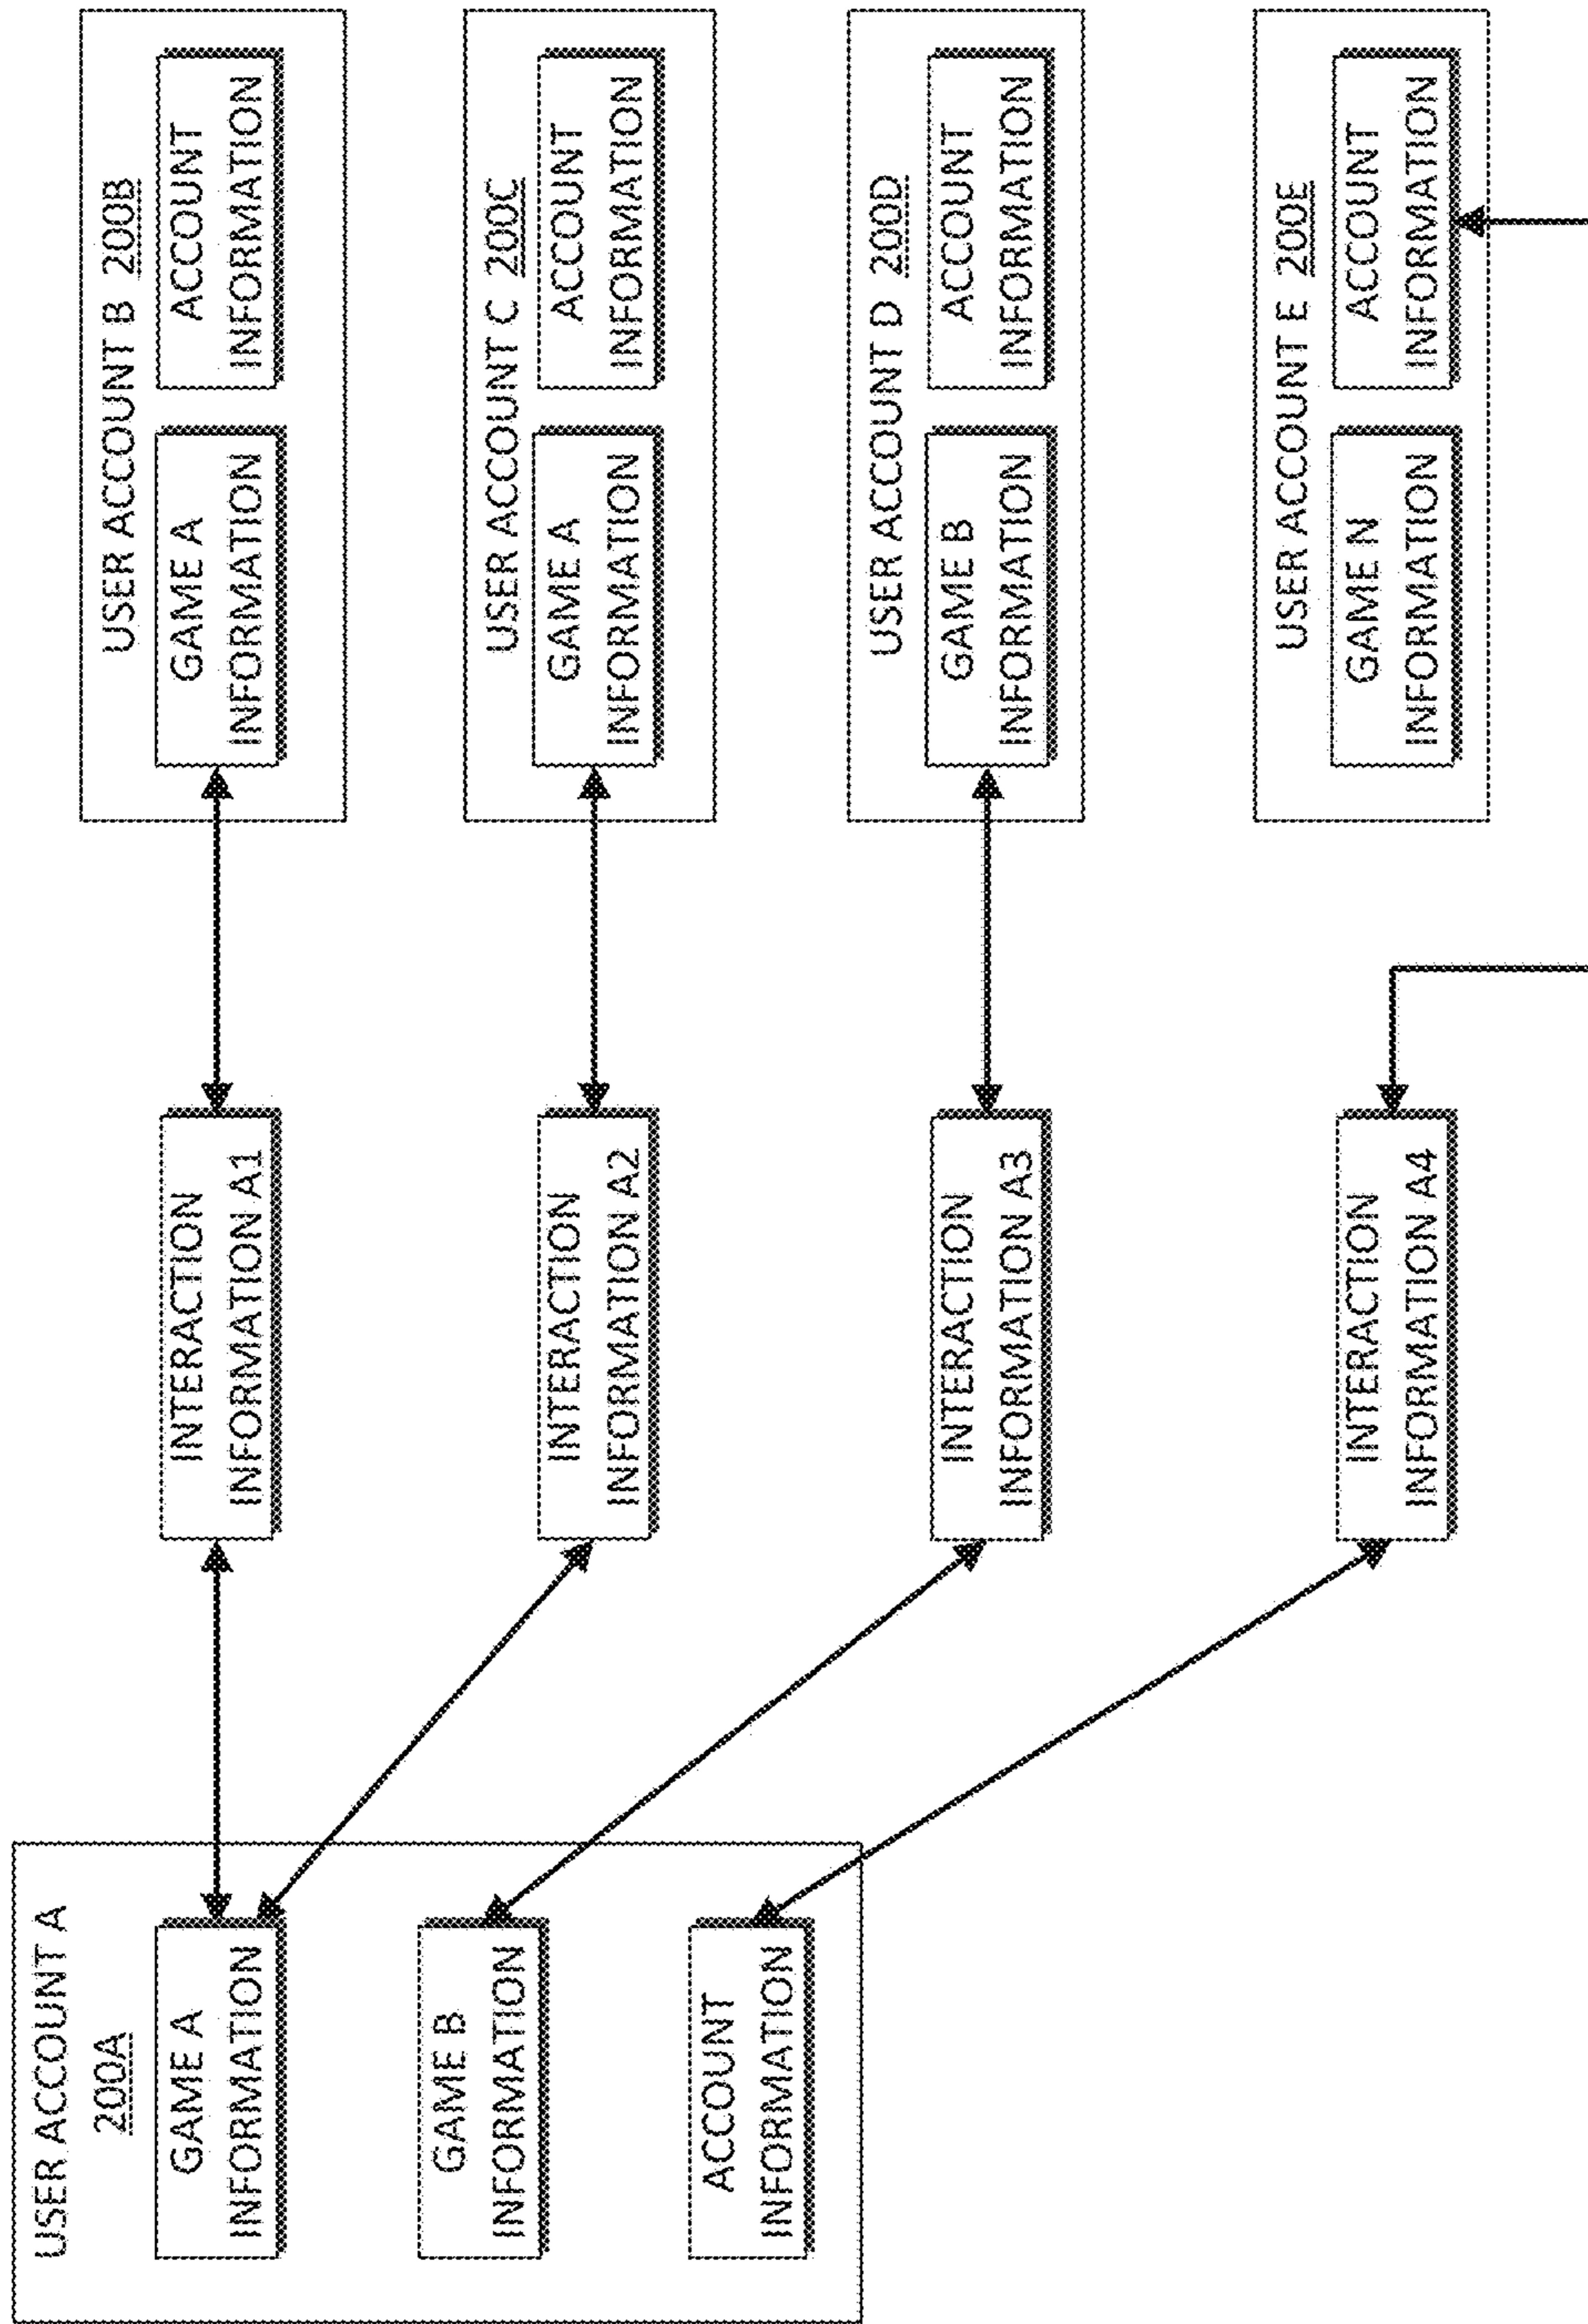 USER ACCOUNT A
200A
GAME A
INFORMATION
GAME B
INFORMATION
ACCOUNT
INFORMATION
INTERACTION
INFORMATION A1
INTERACTION
INFORMATION A2
INTERACTION
INFORMATION A3
INTERACTION
INFORMATION A4
USER ACCOUNT B 200B
GAME A
INFORMATION
ACCOUNT
INFORMATION
USER ACCOUNT C 200C
GAME A
INFORMATION
ACCOUNT
INFORMATION
USER ACCOUNT D 200D
GAME B
INFORMATION
ACCOUNT
INFORMATION
USER ACCOUNT E 200E
GAME N
INFORMATION
ACCOUNT
INFORMATION